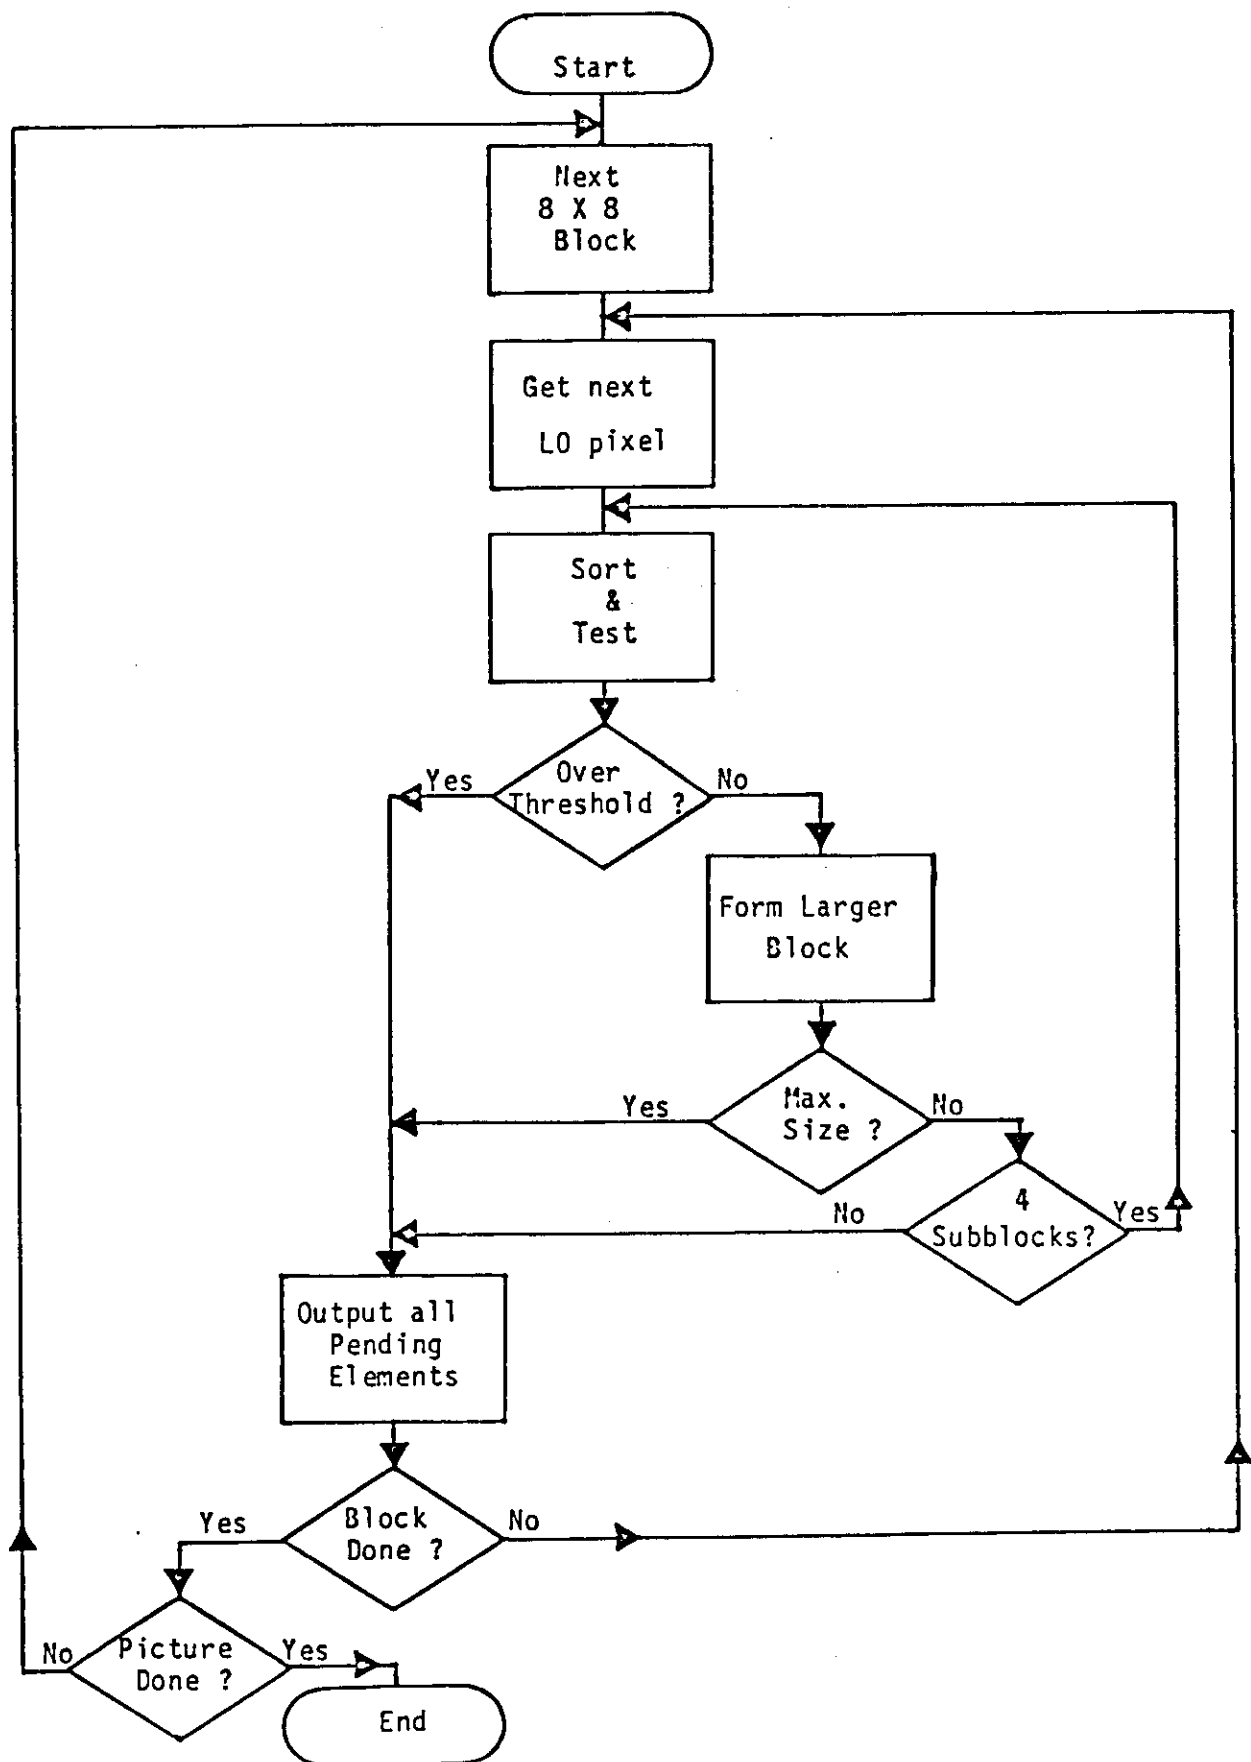 Start
Next
8 X 8
Block
Get next
LO pixel
Sort
&
Test
Over
Threshold ?
Yes
No
Form Larger
Block
Max.
Size ?
Yes
No
4
Subblocks?
No
Yes
Output all
Pending
Elements
Block
Done ?
Yes
No
Picture
Done ?
No
Yes
End